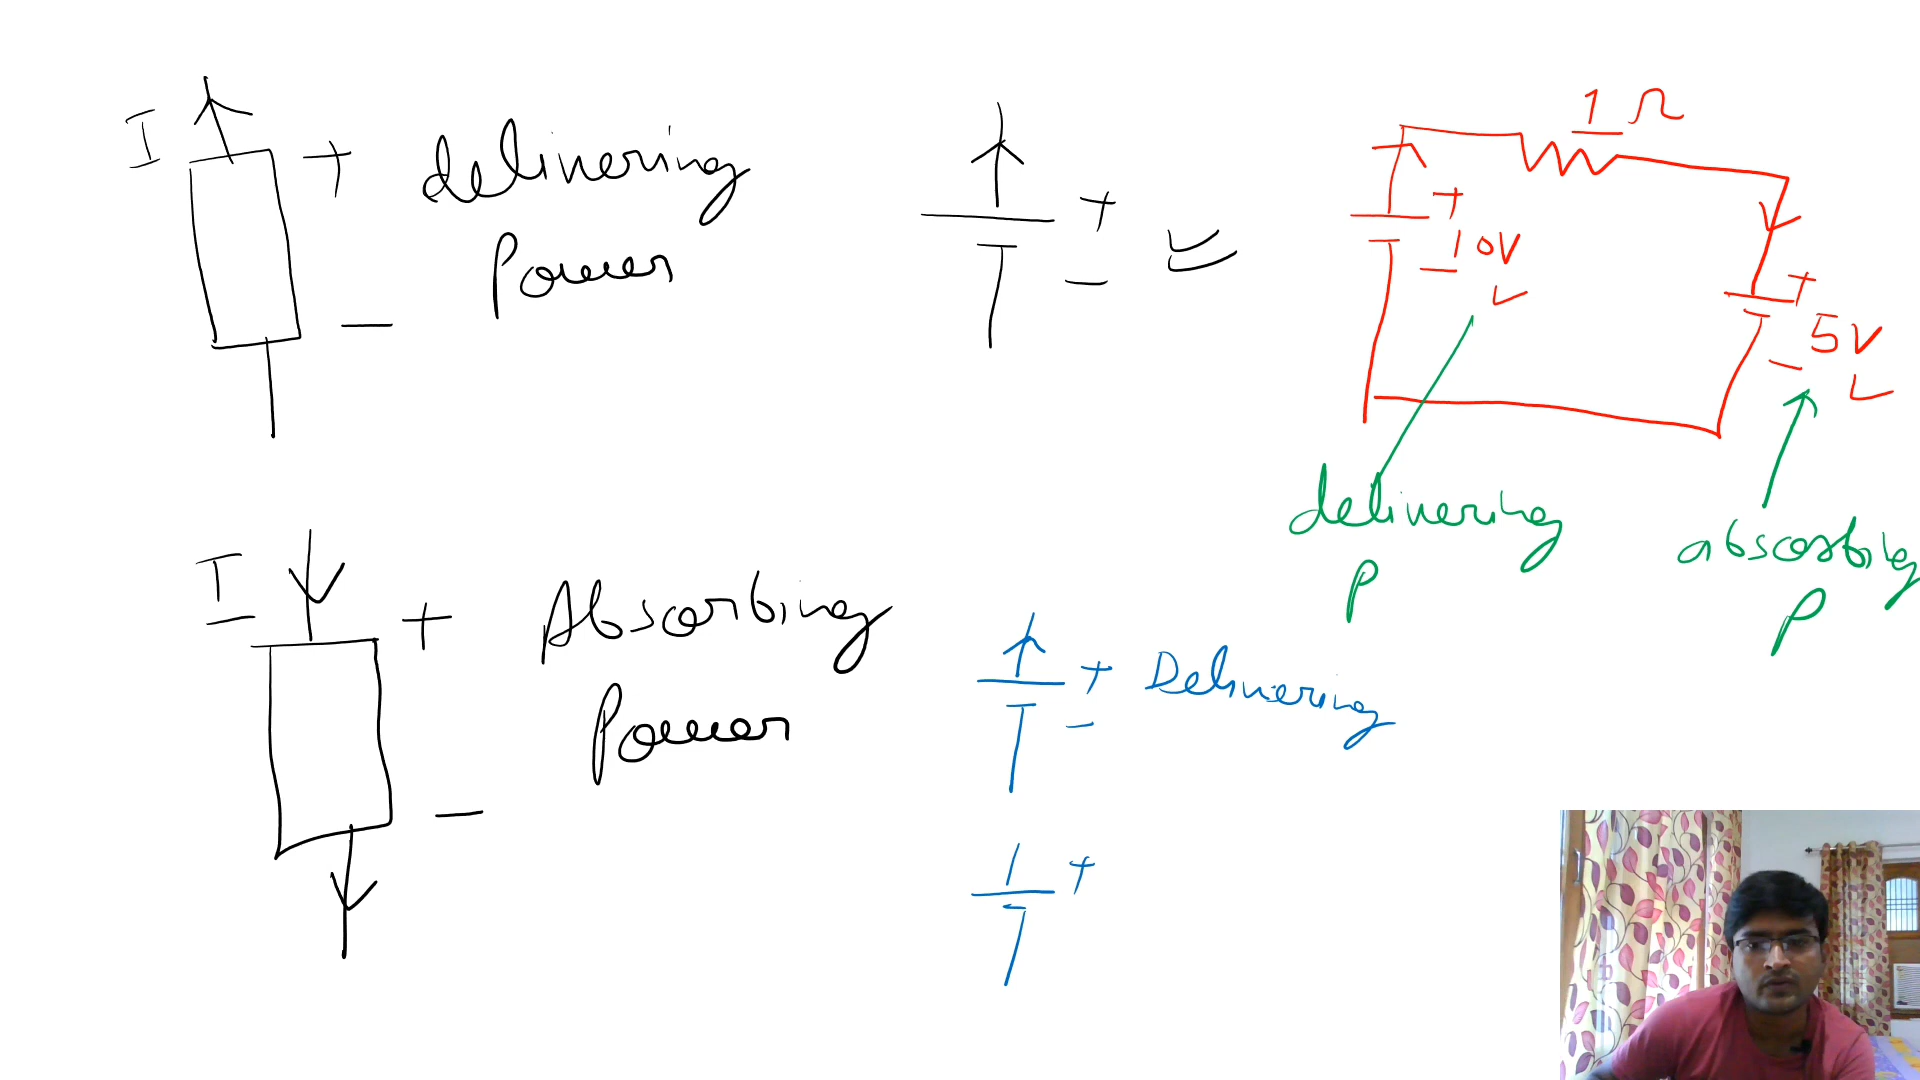 I + delivering
Power
-
+
-
1 Ω
+
10V
-
+
5V
-
delivering
P
absorbing
P
I + Absorbing
Power
-
+ Delivering
-
+